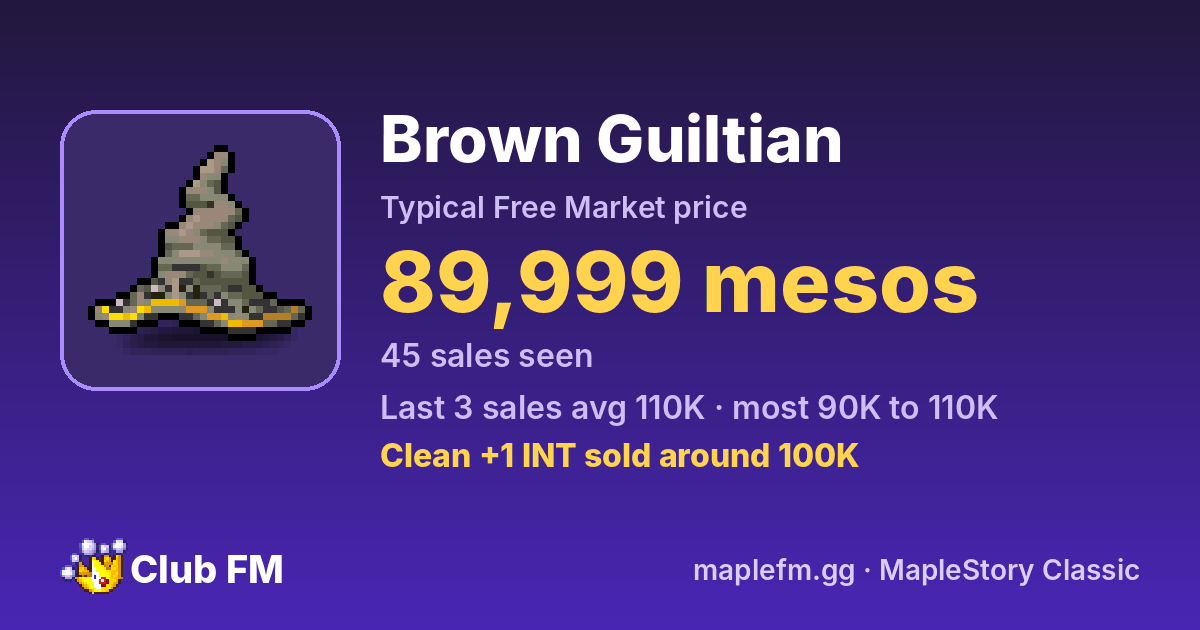 Brown Guiltian
Typical Free Market price
89,999 mesos
45 sales seen
Last 3 sales avg 110K · most 90K to 110K
Clean +1 INT sold around 100K
Club FM
maplefm.gg · MapleStory Classic